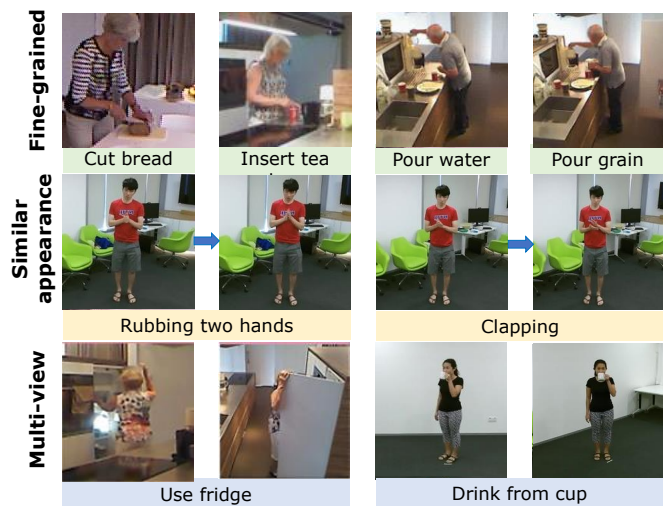 Fine-grained
Cut bread
Insert tea
Pour water
Pour grain
Similar
appearance
Rubbing two hands
Clapping
Multi-view
Use fridge
Drink from cup